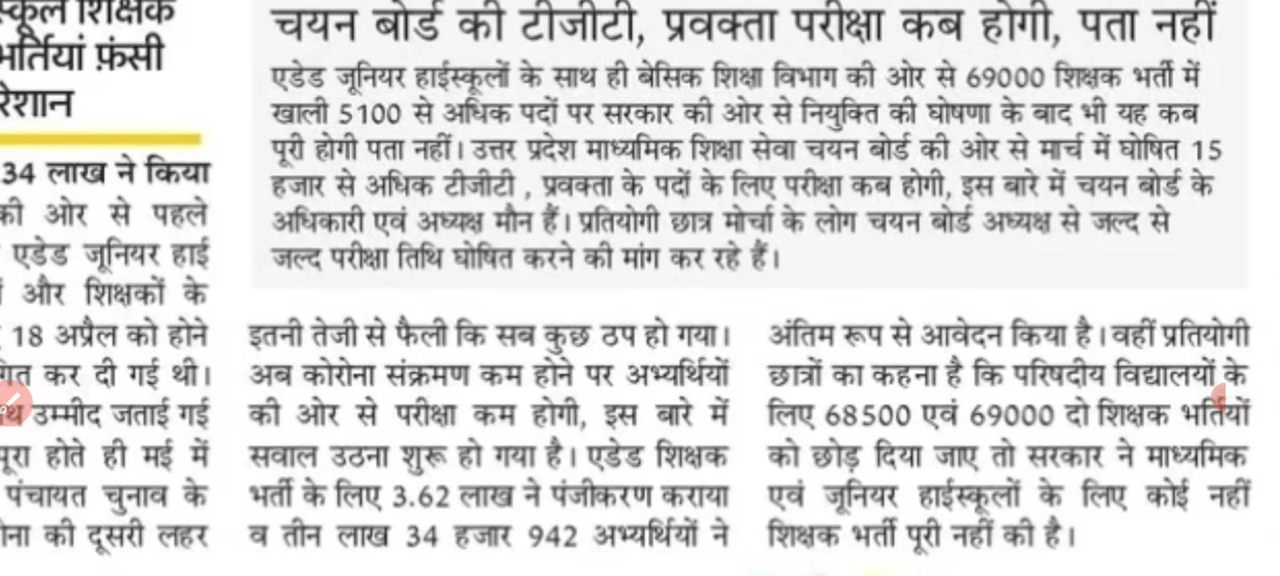 स्कूल शिक्षक
भर्तियां फ़ंसी
रेशान
34 लाख ने किया
की ओर से पहले
एडेड जूनियर हाई
और शिक्षकों के
18 अप्रैल को होने
कर दी गई थी।
उम्मीद जताई गई
पूरा होते ही मई में
पंचायत चुनाव के
की दूसरी लहर
चयन बोर्ड की टीजीटी, प्रवक्ता परीक्षा कब होगी, पता नहीं
एडेड जूनियर हाईस्कूलों के साथ ही बेसिक शिक्षा विभाग की ओर से 69000 शिक्षक भर्ती में
खाली 5100 से अधिक पदों पर सरकार की ओर से नियुक्ति की घोषणा के बाद भी यह कब
पूरी होगी पता नहीं। उत्तर प्रदेश माध्यमिक शिक्षा सेवा चयन बोर्ड की ओर से मार्च में घोषित 15
हजार से अधिक टीजीटी , प्रवक्ता के पदों के लिए परीक्षा कब होगी, इस बारे में चयन बोर्ड के
अधिकारी एवं अध्यक्ष मौन हैं। प्रतियोगी छात्र मोर्चा के लोग चयन बोर्ड अध्यक्ष से जल्द से
जल्द परीक्षा तिथि घोषित करने की मांग कर रहे हैं।
इतनी तेजी से फैली कि सब कुछ ठप हो गया।
अब कोरोना संक्रमण कम होने पर अभ्यर्थियों
की ओर से परीक्षा कम होगी, इस बारे में
सवाल उठना शुरू हो गया है। एडेड शिक्षक
भर्ती के लिए 3.62 लाख ने पंजीकरण कराया
व तीन लाख 34 हजार 942 अभ्यर्थियों ने
अंतिम रूप से आवेदन किया है। वहीं प्रतियोगी
छात्रों का कहना है कि परिषदीय विद्यालयों के
लिए 68500 एवं 69000 दो शिक्षक भर्तियों
को छोड़ दिया जाए तो सरकार ने माध्यमिक
एवं जूनियर हाईस्कूलों के लिए कोई नहीं
शिक्षक भर्ती पूरी नहीं की है।